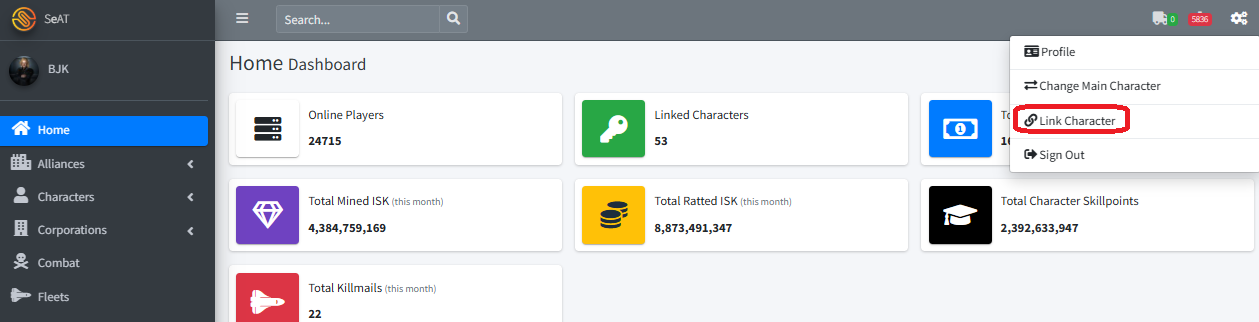 SeAT
Search...
0
5836
BJK
Home Dashboard
Profile
Change Main Character
Link Character
Sign Out
Home
Alliances
Characters
Corporations
Combat
Fleets
Online Players
24715
Linked Characters
53
Total Mined ISK (this month)
4,384,759,169
Total Ratted ISK (this month)
8,873,491,347
Total Character Skillpoints
2,392,633,947
Total Killmails (this month)
22